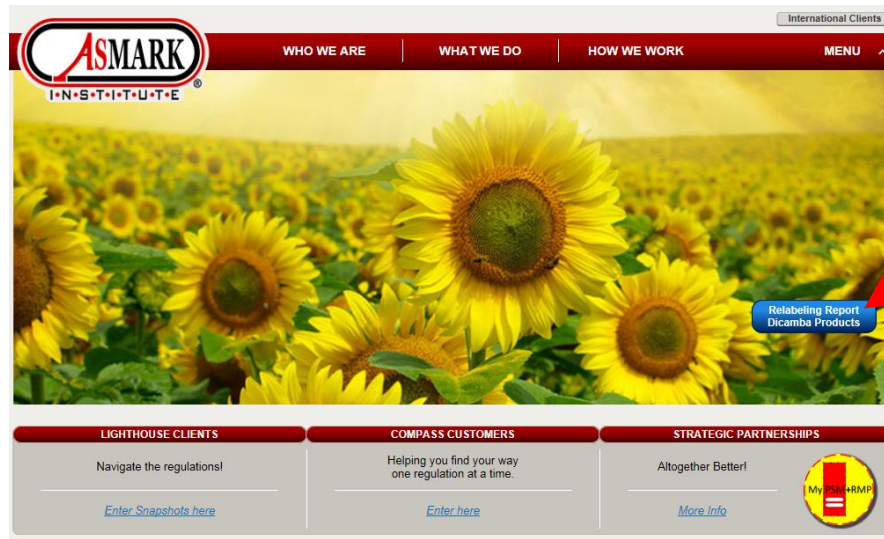 International Clients
ASMARK
I•N•S•T•I•T•U•T•E ®
WHO WE ARE
WHAT WE DO
HOW WE WORK
MENU
Relabeling Report
Dicamba Products
LIGHTHOUSE CLIENTS
Navigate the regulations!
Enter Snapshots here
COMPASS CUSTOMERS
Helping you find your way
one regulation at a time.
Enter here
STRATEGIC PARTNERSHIPS
Altogether Better!
More Info
My PSM+RMP